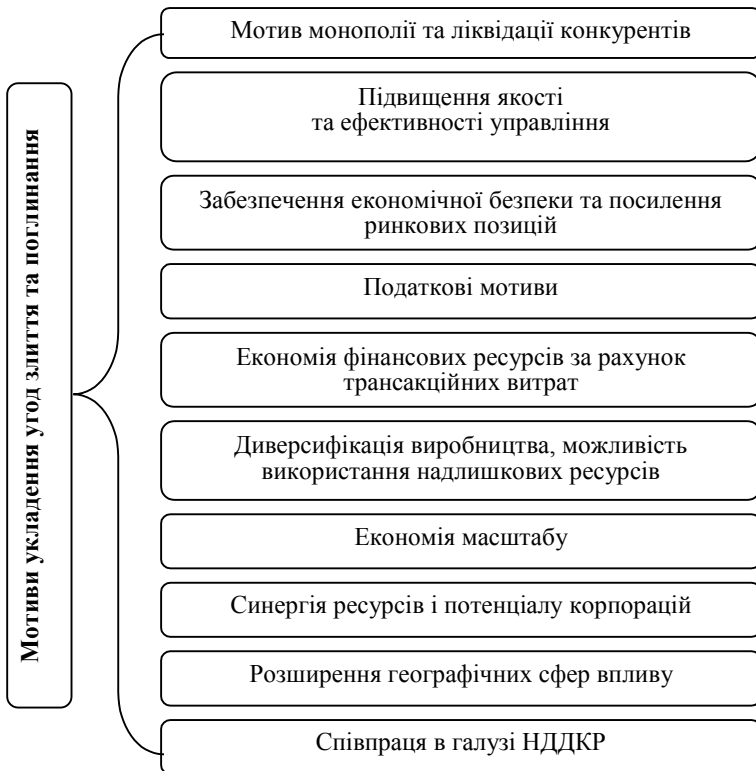 Мотиви укладення угод злиття та поглинання
Мотив монополії та ліквідації конкурентів
Підвищення якості
та ефективності управління
Забезпечення економічної безпеки та посилення
ринкових позицій
Податкові мотиви
Економія фінансових ресурсів за рахунок
трансакційних витрат
Диверсифікація виробництва, можливість
використання надлишкових ресурсів
Економія масштабу
Синергія ресурсів і потенціалу корпорацій
Розширення географічних сфер впливу
Співпраця в галузі НДДКР